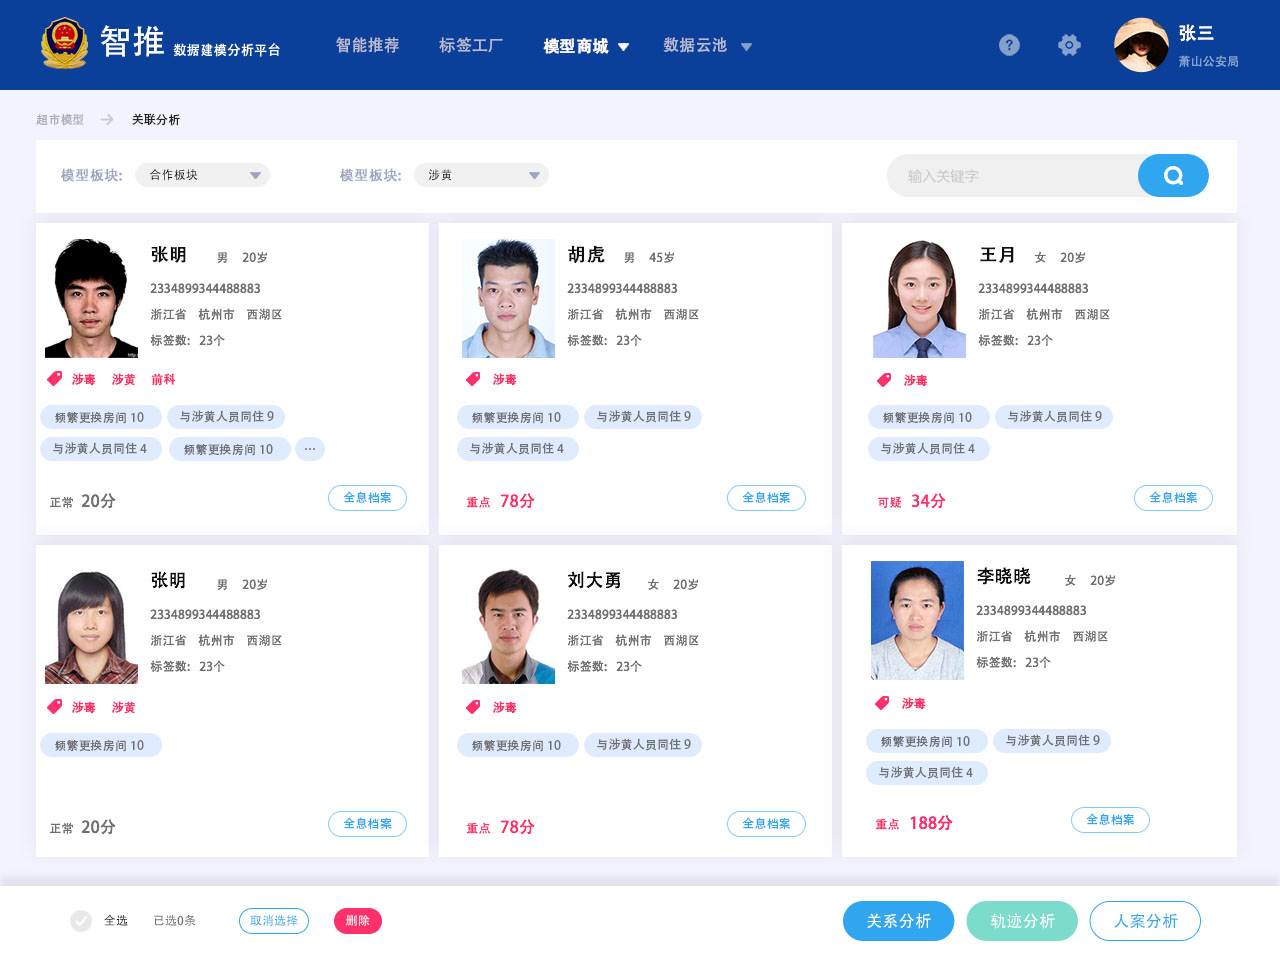 智推 数据建模分析平台 智能推荐 标签工厂 模型商城 数据云池 ? 张三
萧山公安局
超市模型 关联分析
模型板块: 合作板块 模型板块: 涉黄 输入关键字
张明 男 20岁
2334899344488883
浙江省 杭州市 西湖区
标签数: 23个
涉毒 涉黄 前科
频繁更换房间 10 与涉黄人员同住 9
与涉黄人员同住 4 频繁更换房间 10 ···
正常 20分 全息档案
胡虎 男 45岁
2334899344488883
浙江省 杭州市 西湖区
标签数: 23个
涉毒
频繁更换房间 10 与涉黄人员同住 9
与涉黄人员同住 4
重点 78分 全息档案
王月 女 20岁
2334899344488883
浙江省 杭州市 西湖区
标签数: 23个
涉毒
频繁更换房间 10 与涉黄人员同住 9
与涉黄人员同住 4
可疑 34分 全息档案
张明 男 20岁
2334899344488883
浙江省 杭州市 西湖区
标签数: 23个
涉毒 涉黄
频繁更换房间 10
正常 20分 全息档案
刘大勇 女 20岁
2334899344488883
浙江省 杭州市 西湖区
标签数: 23个
涉毒
频繁更换房间 10 与涉黄人员同住 9
重点 78分 全息档案
李晓晓 女 20岁
2334899344488883
浙江省 杭州市 西湖区
标签数: 23个
涉毒
频繁更换房间 10 与涉黄人员同住 9
与涉黄人员同住 4
重点 188分 全息档案
全选 已选0条 取消选择 删除 关系分析 轨迹分析 人案分析